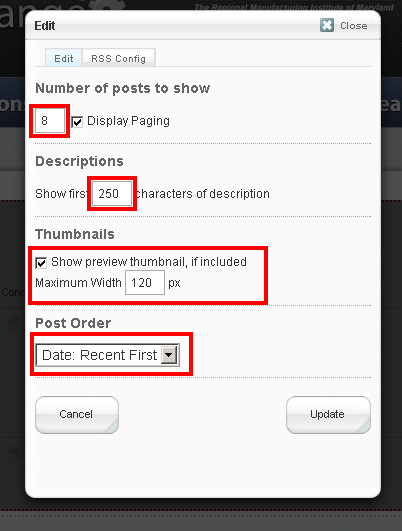 ange
The Regional Manufacturing Institute of Maryland
Edit
Close
Edit RSS Config
Number of posts to show
8 Display Paging
Descriptions
Show first 250 characters of description
Thumbnails
Show preview thumbnail, if included
Maximum Width 120 px
Post Order
Date: Recent First
Cancel Update